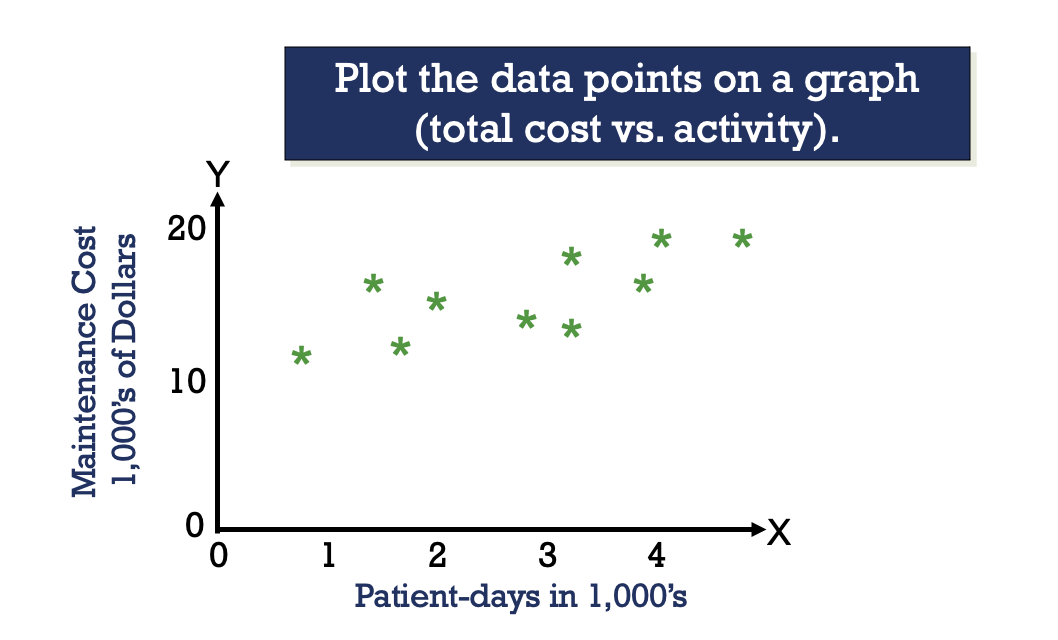 Plot the data points on a graph
(total cost vs. activity).
Y
20
10
0
Maintenance Cost
1,000’s of Dollars
X
0 1 2 3 4
Patient-days in 1,000’s